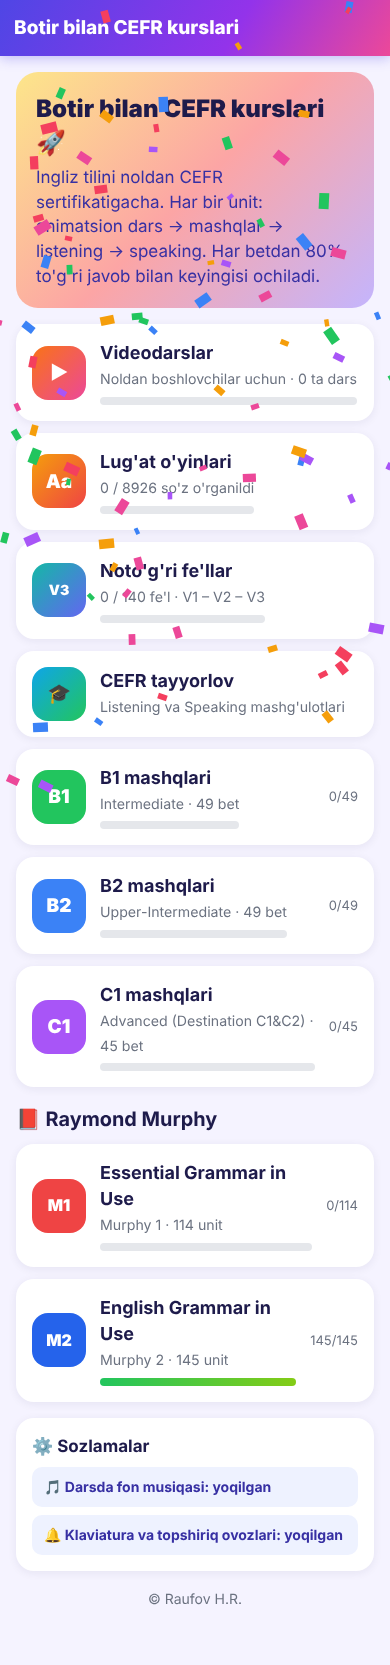 Botir bilan CEFR kurslari
Botir bilan CEFR kurslari
🚀
Ingliz tilini noldan CEFR
sertifikatigacha. Har bir unit:
animatsion dars → mashqlar →
listening → speaking. Har betdan 80%
to'g'ri javob bilan keyingisi ochiladi.
Videodarslar
Noldan boshlovchilar uchun · 0 ta dars
Aa
Lug'at o'yinlari
0 / 8926 so'z o'rganildi
V3
Noto'g'ri fe'llar
0 / 140 fe'l · V1 – V2 – V3
CEFR tayyorlov
Listening va Speaking mashg'ulotlari
B1
B1 mashqlari
Intermediate · 49 bet
0/49
B2
B2 mashqlari
Upper-Intermediate · 49 bet
0/49
C1
C1 mashqlari
Advanced (Destination C1&C2) ·
45 bet
0/45
📕 Raymond Murphy
M1
Essential Grammar in
Use
Murphy 1 · 114 unit
0/114
M2
English Grammar in
Use
Murphy 2 · 145 unit
145/145
⚙️ Sozlamalar
🎵 Darsda fon musiqasi: yoqilgan
🔔 Klaviatura va topshiriq ovozlari: yoqilgan
© Raufov H.R.